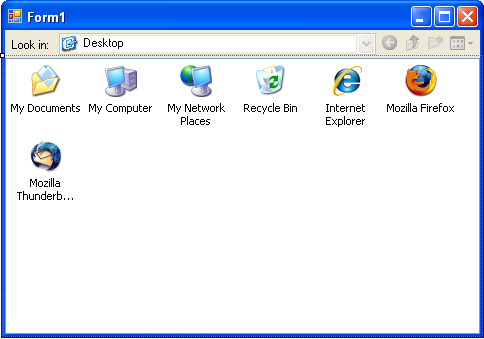 Form1
Look in: Desktop
My Documents My Computer My Network Places Recycle Bin Internet Explorer Mozilla Firefox
Mozilla Thunderb...